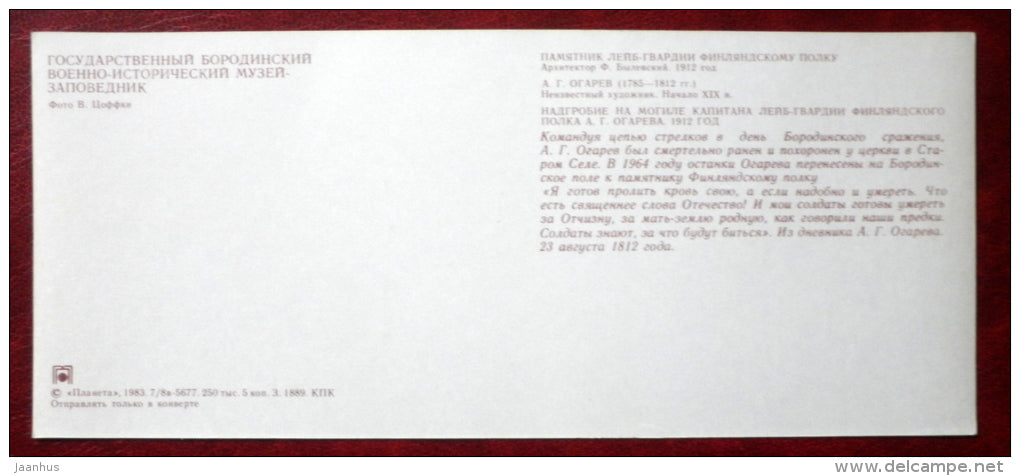 ГОСУДАРСТВЕННЫЙ БОРОДИНСКИЙ
ВОЕННО-ИСТОРИЧЕСКИЙ МУЗЕЙ-
ЗАПОВЕДНИК
Фото В. Цоффки
ПАМЯТНИК ЛЕЙБ-ГВАРДИИ ФИНЛЯНДСКОМУ ПОЛКУ
Архитектор Ф. Былевский. 1912 год
А. Г. ОГАРЕВ (1785—1812 гг.)
Неизвестный художник. Начало XIX в.
НАДГРОБИЕ НА МОГИЛЕ КАПИТАНА ЛЕЙБ-ГВАРДИИ ФИНЛЯНДСКОГО
ПОЛКА А. Г. ОГАРЕВА. 1912 ГОД
Командуя цепью стрелков в день Бородинского сражения,
А. Г. Огарев был смертельно ранен и похоронен у церкви в Ста-
ром Селе. В 1964 году останки Огарева перенесены на Бородин-
ское поле к памятнику Финляндскому полку
«Я готов пролить кровь свою, а если надобно и умереть. Что
есть священнее слова Отечество! И мои солдаты готовы умереть
за Отчизну, за мать-землю родную, как говорили наши предки.
Солдаты знают, за что будут биться». Из дневника А. Г. Огарева.
23 августа 1812 года.
© «Планета», 1983. 7/8в-5677. 250 тыс. 5 коп. З. 1889. КПК
Отправлять только в конверте
jaanhus
www.delcampe.net